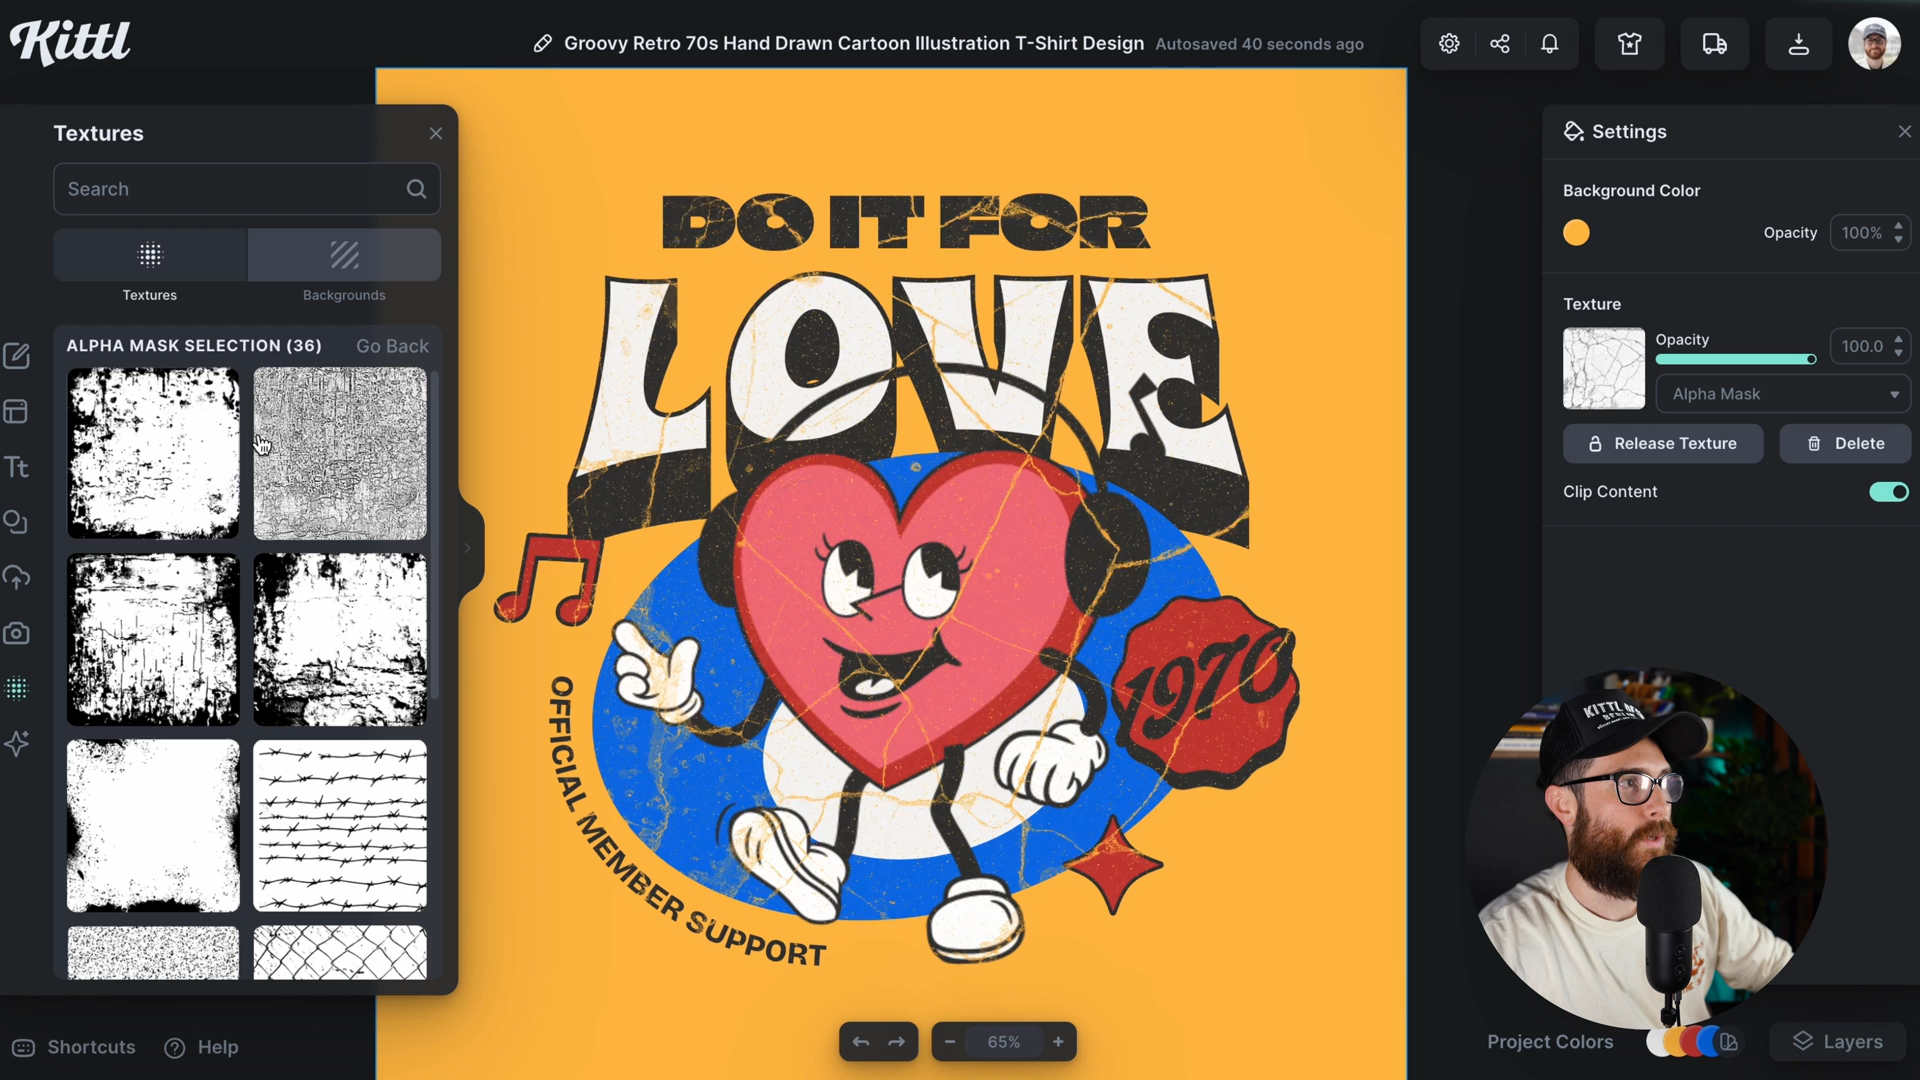 Kittl
Groovy Retro 70s Hand Drawn Cartoon Illustration T-Shirt Design
Autosaved 40 seconds ago
Textures
Search
Textures
Backgrounds
ALPHA MASK SELECTION (36)
Go Back
DO IT FOR
LOVE
1970
OFFICIAL MEMBER SUPPORT
Settings
Background Color
Opacity
100%
Texture
Opacity
100.0
Alpha Mask
Release Texture
Delete
Clip Content
Shortcuts
Help
65%
Project Colors
Layers